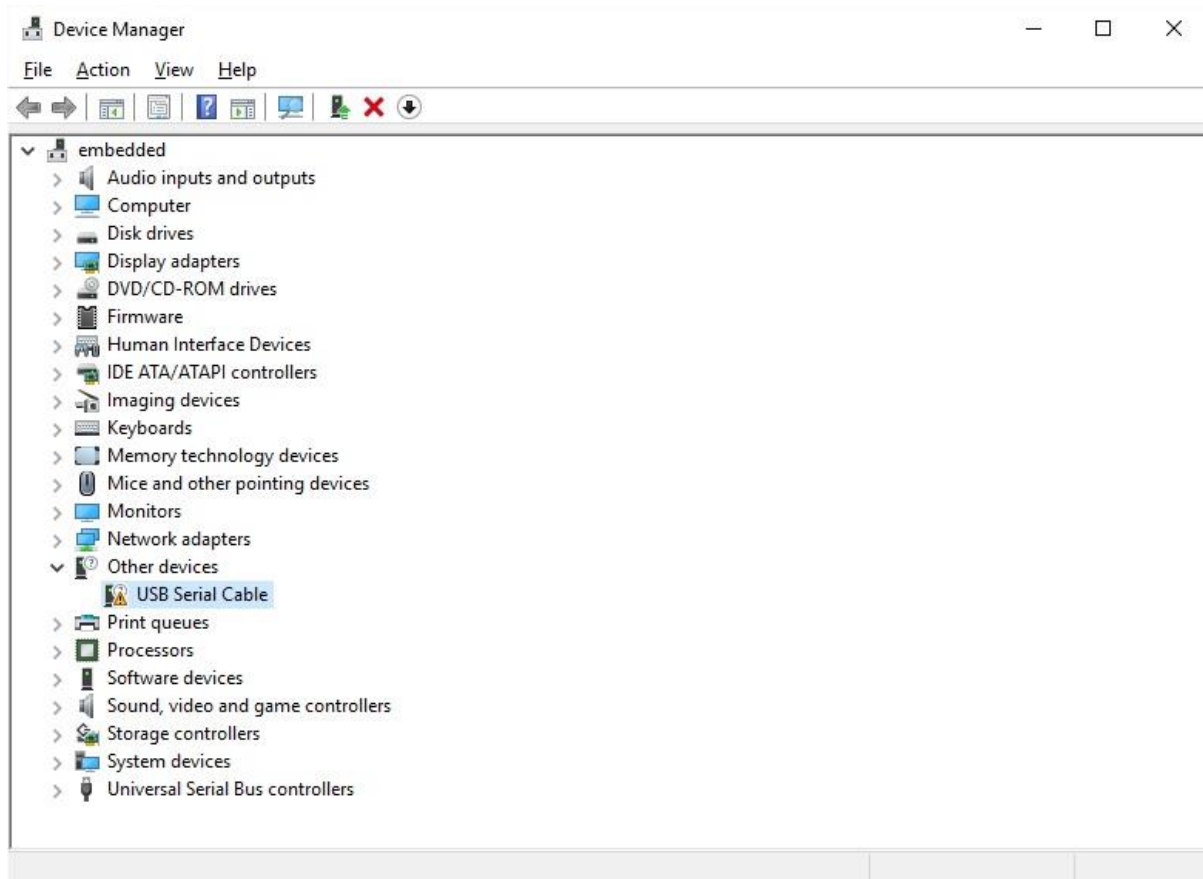 Device Manager
File Action View Help
embedded
Audio inputs and outputs
Computer
Disk drives
Display adapters
DVD/CD-ROM drives
Firmware
Human Interface Devices
IDE ATA/ATAPI controllers
Imaging devices
Keyboards
Memory technology devices
Mice and other pointing devices
Monitors
Network adapters
Other devices
USB Serial Cable
Print queues
Processors
Software devices
Sound, video and game controllers
Storage controllers
System devices
Universal Serial Bus controllers